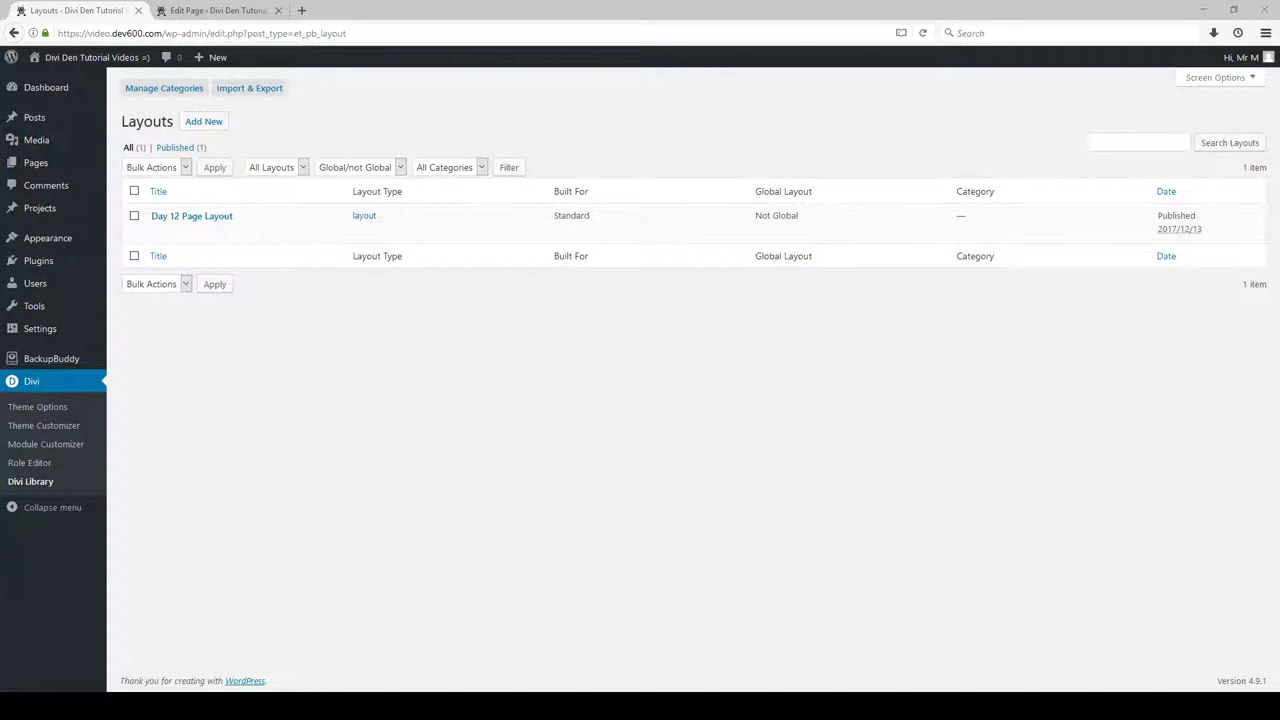 Layouts ‹ Divi Den Tutorial Videos
Edit Page ‹ Divi Den Tutorial
https://video.dev600.com/wp-admin/edit.php?post_type=et_pb_layout
Search
Divi Den Tutorial Videos =)
0
New
Hi, Mr M
Dashboard
Posts
Media
Pages
Comments
Projects
Appearance
Plugins
Users
Tools
Settings
BackupBuddy
Divi
Theme Options
Theme Customizer
Module Customizer
Role Editor
Divi Library
Collapse menu
Manage Categories Import & Export
Screen Options
Layouts Add New
All (1) | Published (1)
Search Layouts
Bulk Actions Apply All Layouts Global/not Global All Categories Filter
1 item
Title Layout Type Built For Global Layout Category Date
Day 12 Page Layout layout Standard Not Global — Published
2017/12/13
Title Layout Type Built For Global Layout Category Date
Bulk Actions Apply
1 item
Thank you for creating with WordPress.
Version 4.9.1